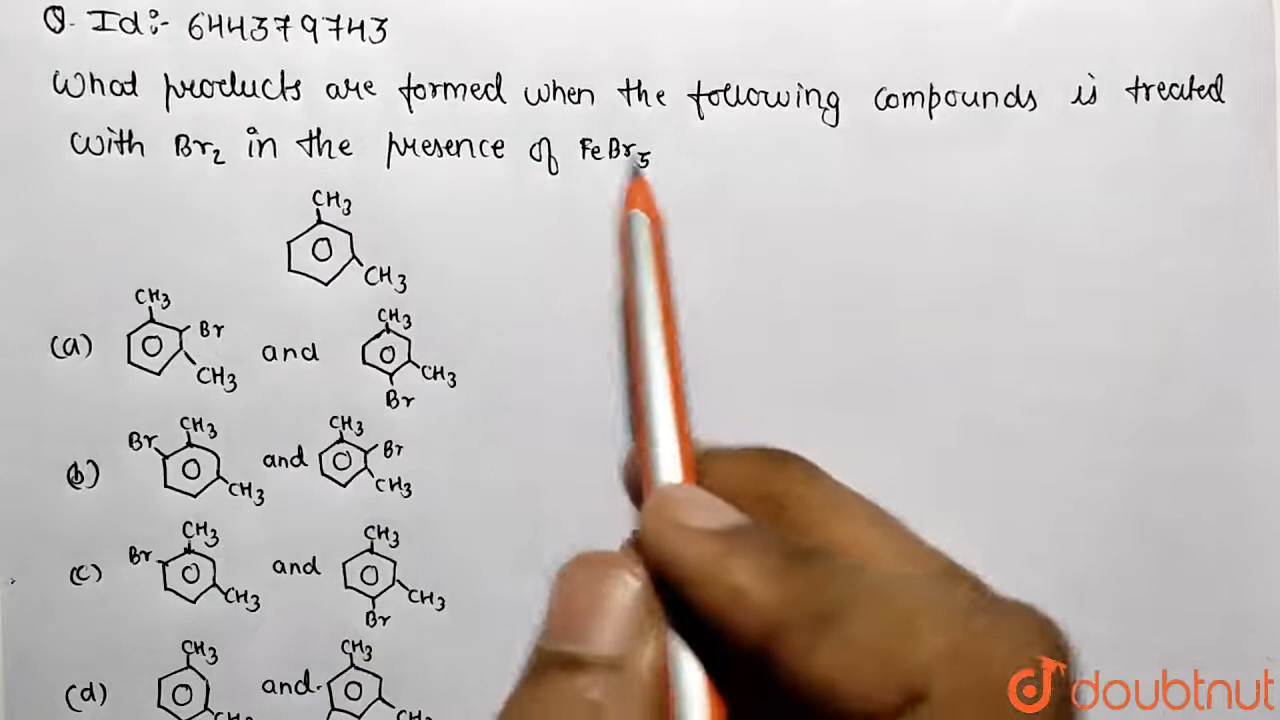 Q. Id:- 644379743
What products are formed when the following compounds is treated
with Br2 in the presence of FeBr3
CH3
CH3
(a) CH3 Br CH3 and CH3 CH3 Br
(b) Br CH3 CH3 and CH3 Br CH3
(c) Br CH3 CH3 and CH3 CH3 Br
(d) CH3 and. CH3
doubtnut